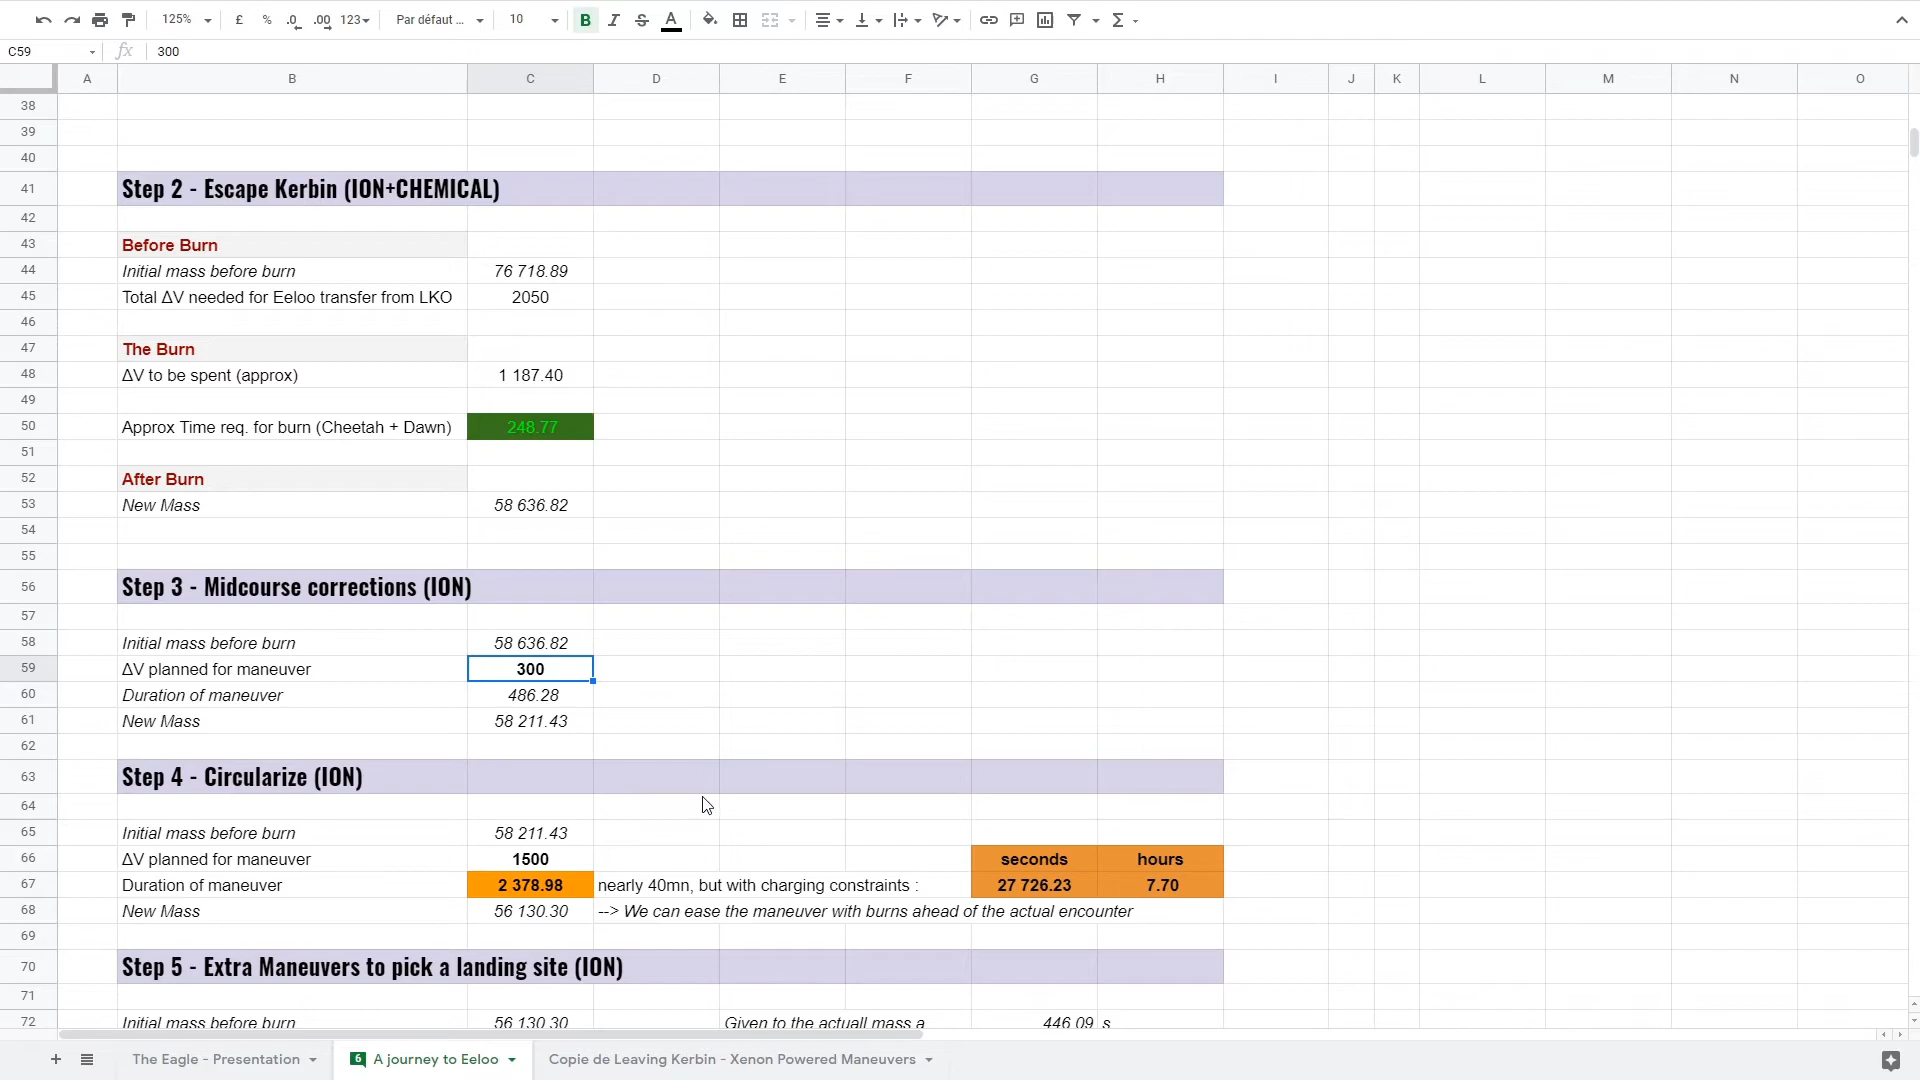 125%
£ % .0 .00 123
Par défaut ...
10
B I S A
C59
fx 300
A B C D E F G H I J K L M N O
38
39
40
41 Step 2 - Escape Kerbin (ION+CHEMICAL)
42
43 Before Burn
44 Initial mass before burn 76 718.89
45 Total ΔV needed for Eeloo transfer from LKO 2050
46
47 The Burn
48 ΔV to be spent (approx) 1 187.40
49
50 Approx Time req. for burn (Cheetah + Dawn) 248.77
51
52 After Burn
53 New Mass 58 636.82
54
55
56 Step 3 - Midcourse corrections (ION)
57
58 Initial mass before burn 58 636.82
59 ΔV planned for maneuver 300
60 Duration of maneuver 486.28
61 New Mass 58 211.43
62
63 Step 4 - Circularize (ION)
64
65 Initial mass before burn 58 211.43
66 ΔV planned for maneuver 1500 seconds hours
67 Duration of maneuver 2 378.98 nearly 40mn, but with charging constraints : 27 726.23 7.70
68 New Mass 56 130.30 --> We can ease the maneuver with burns ahead of the actual encounter
69
70 Step 5 - Extra Maneuvers to pick a landing site (ION)
71
72 Initial mass before burn 56 130.30 Given to the actuall mass a 446.09 s
The Eagle - Presentation
6 A journey to Eeloo
Copie de Leaving Kerbin - Xenon Powered Maneuvers